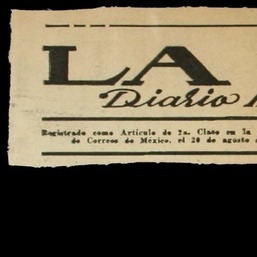 LA
Diario
Registrado como Artículo de 2a. Clase en la
de Correos de México, el 20 de agosto